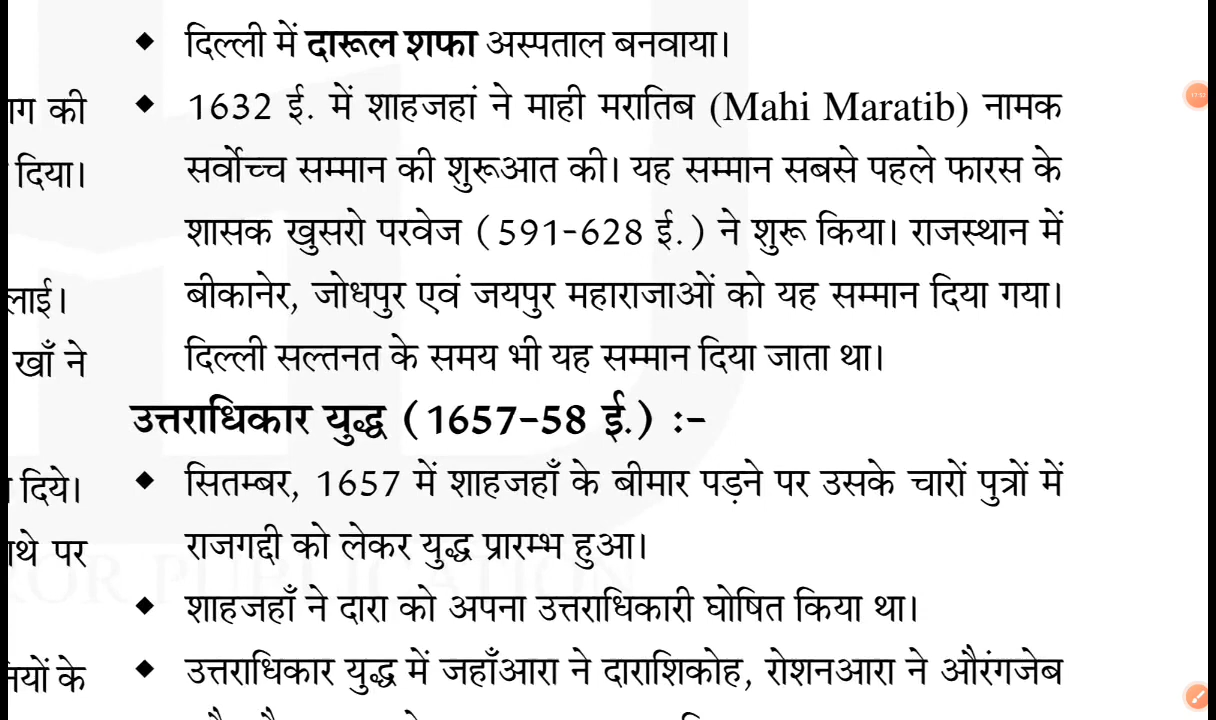 दिल्ली में दारूल शफा अस्पताल बनवाया।
ाग की
◆ 1632 ई. में शाहजहां ने माही मरातिब (Mahi Maratib) नामक
दिया।
सर्वोच्च सम्मान की शुरूआत की। यह सम्मान सबसे पहले फारस के
शासक खुसरो परवेज (591-628 ई.) ने शुरू किया। राजस्थान में
लाई।
बीकानेर, जोधपुर एवं जयपुर महाराजाओं को यह सम्मान दिया गया।
खाँ ने
दिल्ली सल्तनत के समय भी यह सम्मान दिया जाता था।
उत्तराधिकार युद्ध (1657-58 ई.) :-
दिये।
◆ सितम्बर, 1657 में शाहजहाँ के बीमार पड़ने पर उसके चारों पुत्रों में
पर
राजगद्दी को लेकर युद्ध प्रारम्भ हुआ।
◆ शाहजहाँ ने दारा को अपना उत्तराधिकारी घोषित किया था।
के
◆ उत्तराधिकार युद्ध में जहाँआरा ने दाराशिकोह, रोशनआरा ने औरंगजेब